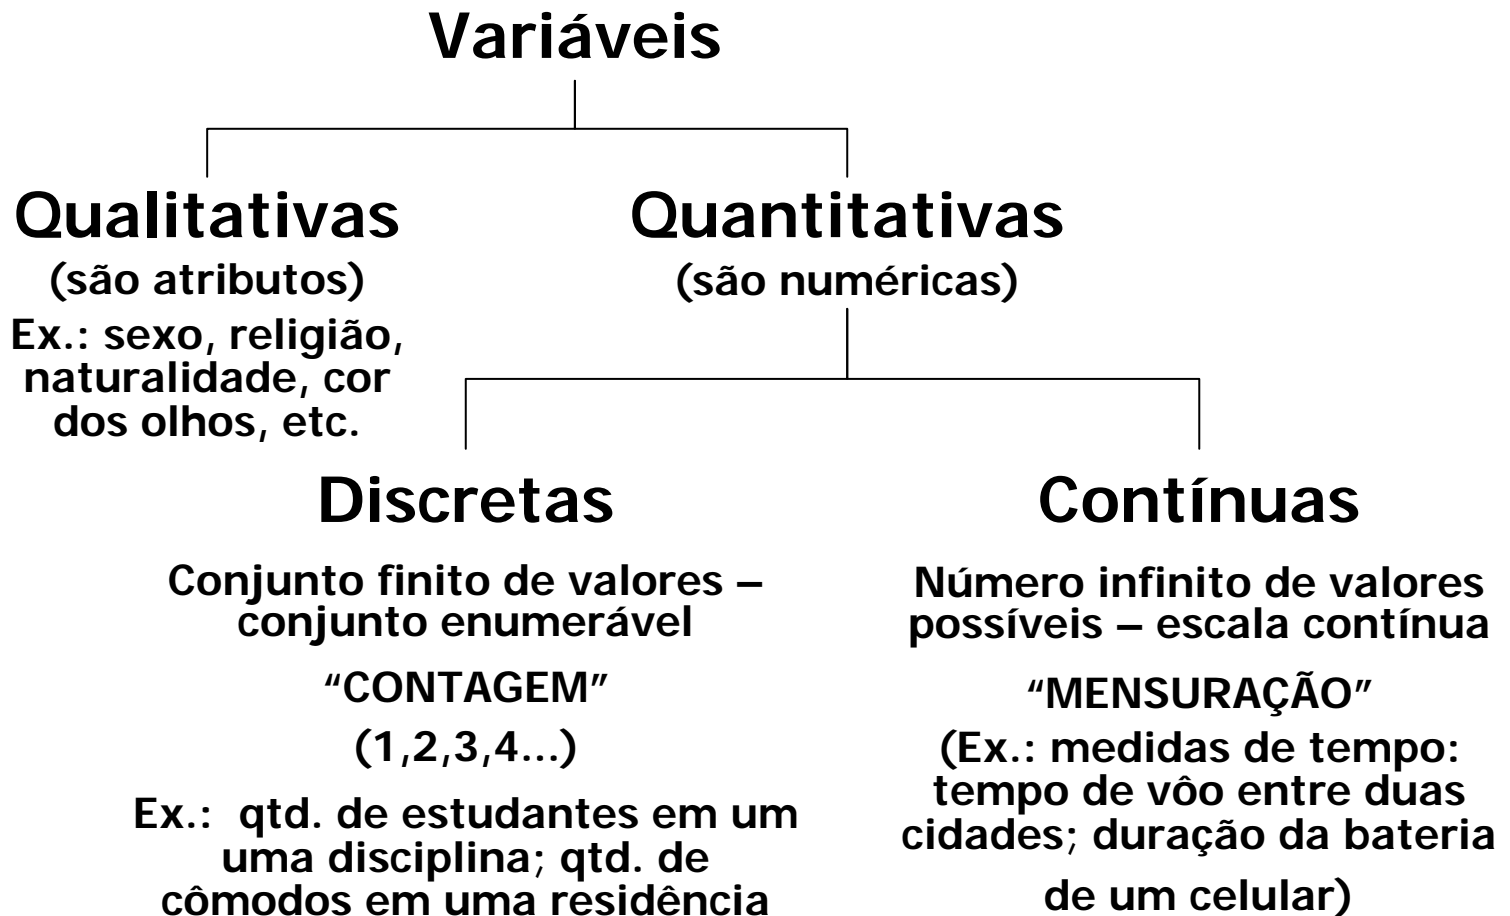 Variáveis
Qualitativas
(são atributos)
Ex.: sexo, religião,
naturalidade, cor
dos olhos, etc.
Quantitativas
(são numéricas)
Discretas
Conjunto finito de valores –
conjunto enumerável
“CONTAGEM”
(1,2,3,4...)
Ex.: qtd. de estudantes em um
uma disciplina; qtd. de
cômodos em uma residência
Contínuas
Número infinito de valores
possíveis – escala contínua
“MENSURAÇÃO”
(Ex.: medidas de tempo:
tempo de vôo entre duas
cidades; duração da bateria
de um celular)